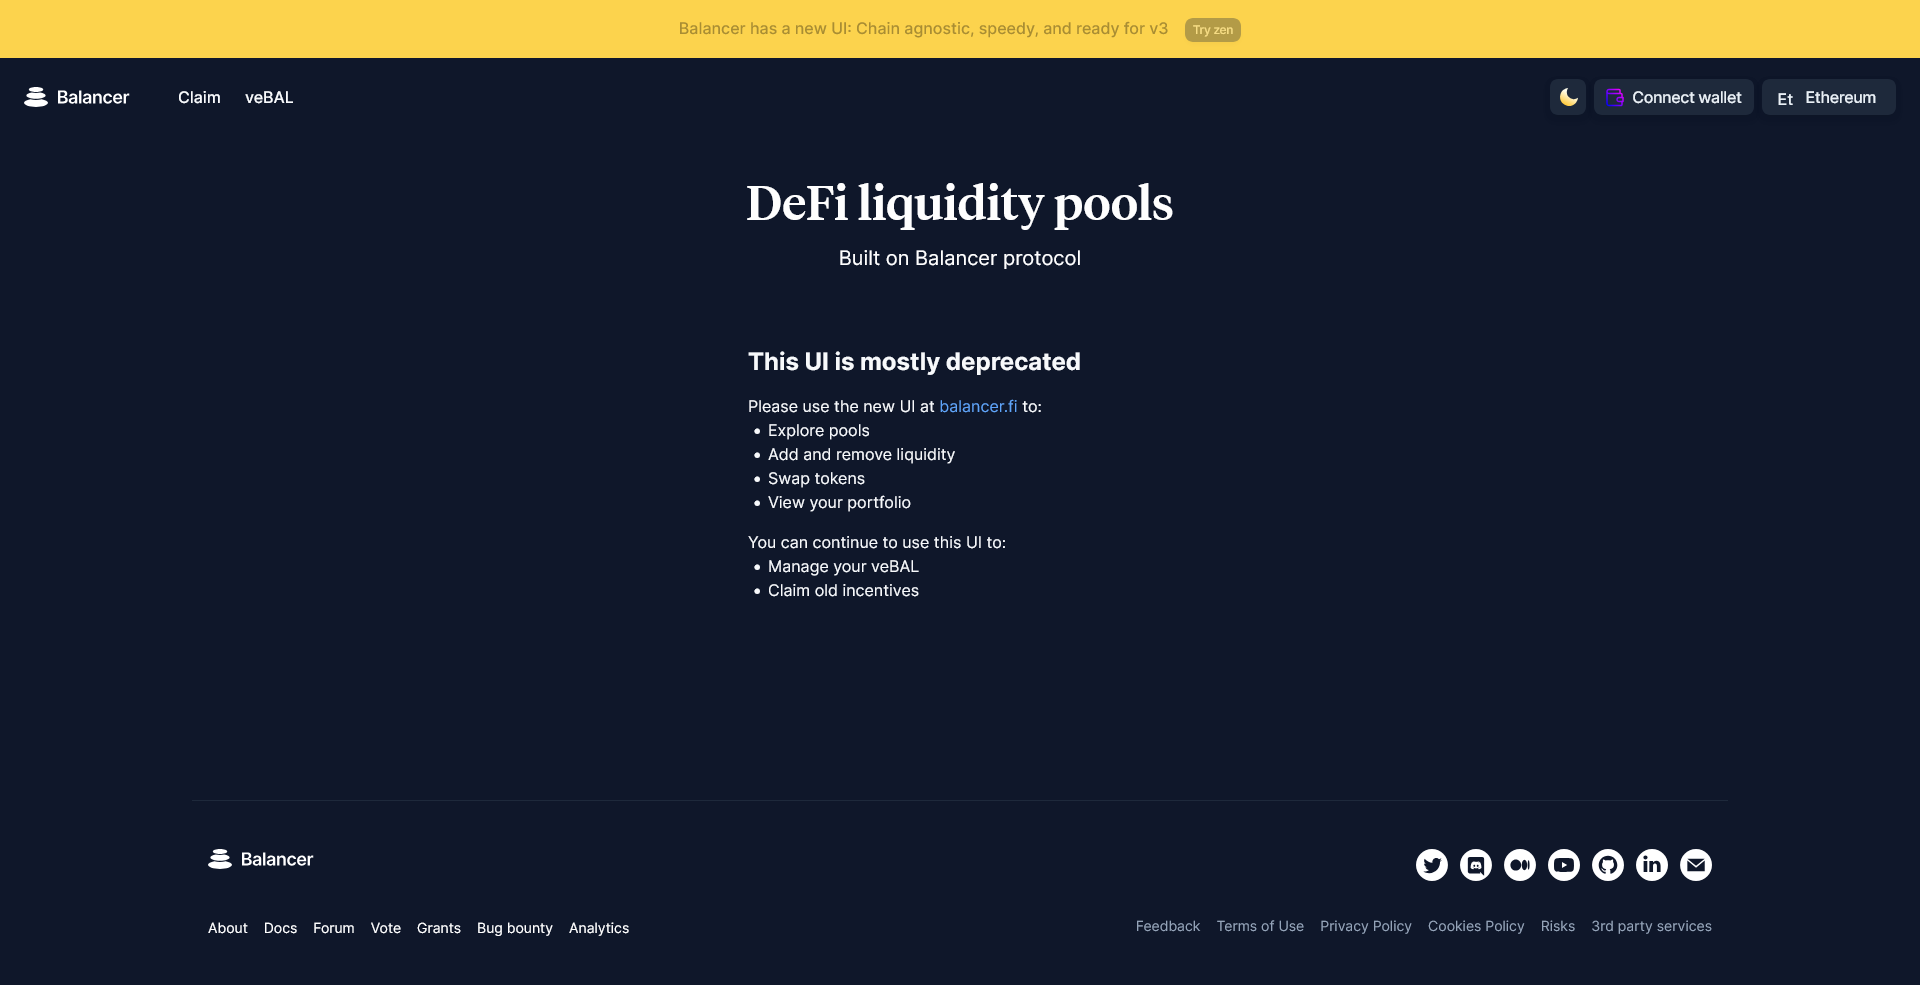 Balancer has a new UI: Chain agnostic, speedy, and ready for v3 Try zen
Balancer Claim veBAL Connect wallet Et Ethereum
DeFi liquidity pools
Built on Balancer protocol
This UI is mostly deprecated
Please use the new UI at balancer.fi to:
• Explore pools
• Add and remove liquidity
• Swap tokens
• View your portfolio
You can continue to use this UI to:
• Manage your veBAL
• Claim old incentives
Balancer
About Docs Forum Vote Grants Bug bounty Analytics
Feedback Terms of Use Privacy Policy Cookies Policy Risks 3rd party services